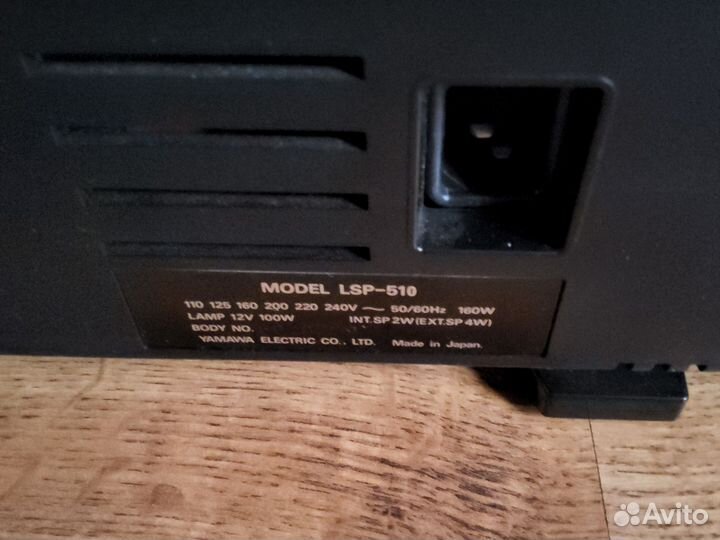 MODEL LSP-510
110 125 160 200 220 240V ~ 50/60Hz 160W
LAMP 12V 100W INT.SP 2W(EXT.SP 4W)
BODY NO.
YAMAWA ELECTRIC CO., LTD. Made in Japan.
Avito